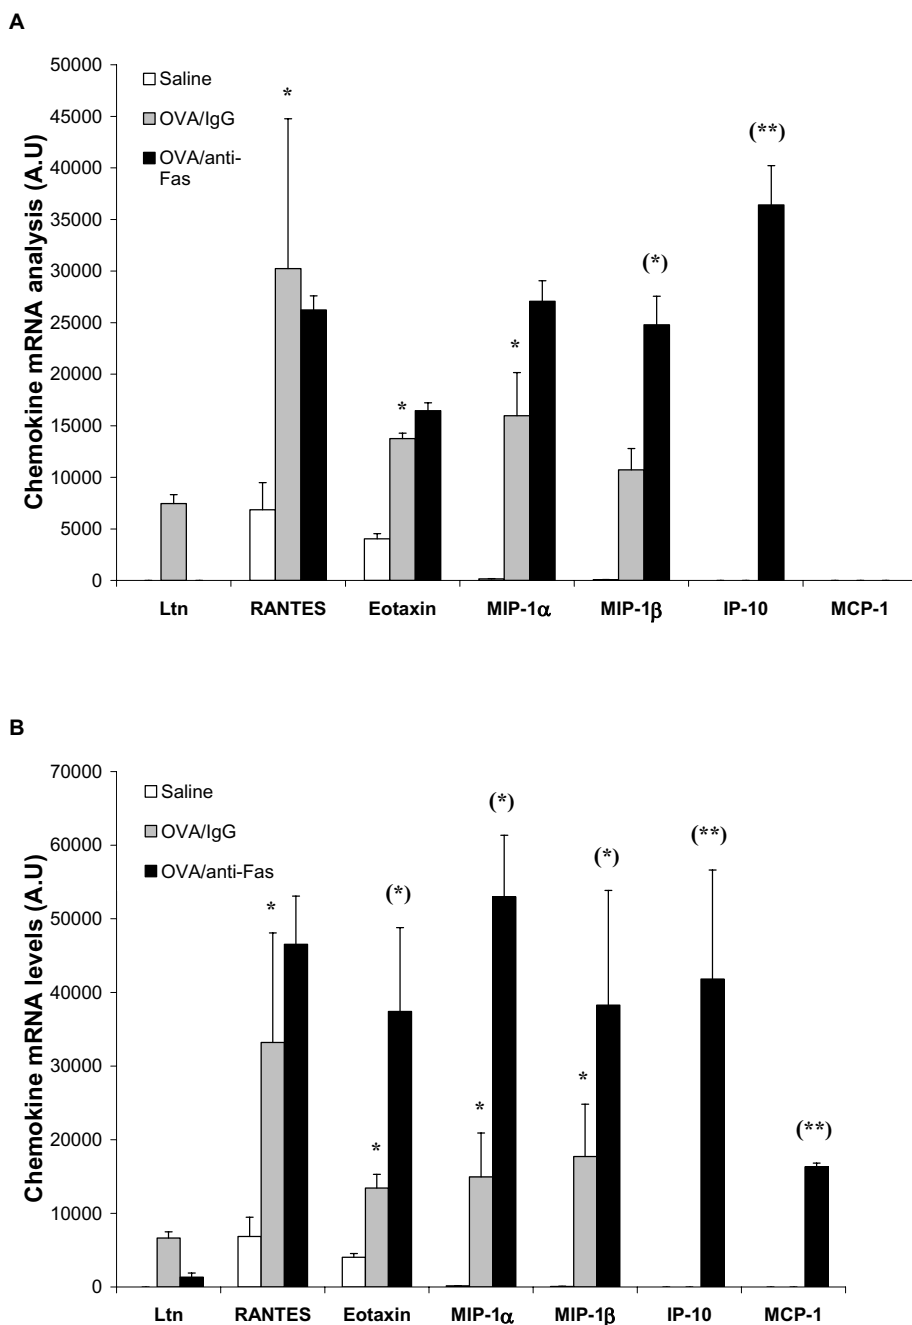 A
Chemokine mRNA analysis (A.U)
50000
45000
40000
35000
30000
25000
20000
15000
10000
5000
0
Saline
OVA/IgG
OVA/anti-
Fas
*
*
*
(*)
(**)
Ltn RANTES Eotaxin MIP-1α MIP-1β IP-10 MCP-1
B
Chemokine mRNA levels (A.U)
70000
60000
50000
40000
30000
20000
10000
0
Saline
OVA/IgG
OVA/anti-Fas
*
*
(*)
*
(*)
*
(*)
(**)
(**)
Ltn RANTES Eotaxin MIP-1α MIP-1β IP-10 MCP-1